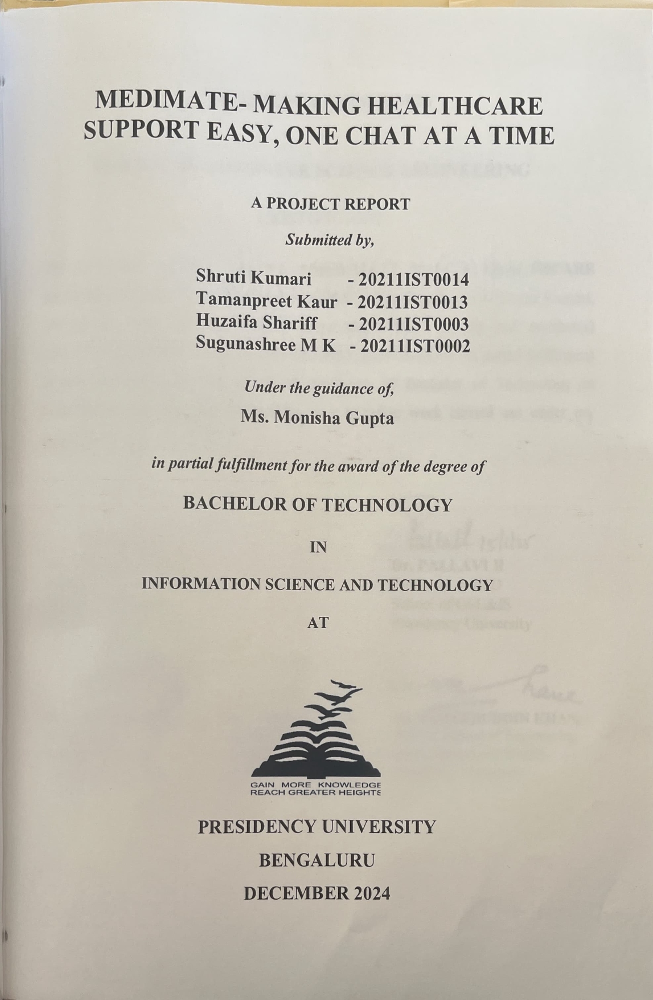 MEDIMATE- MAKING HEALTHCARE
SUPPORT EASY, ONE CHAT AT A TIME
A PROJECT REPORT
Submitted by,
Shruti Kumari - 20211IST0014
Tamanpreet Kaur - 20211IST0013
Huzaifa Shariff - 20211IST0003
Sugunashree M K - 20211IST0002
Under the guidance of,
Ms. Monisha Gupta
in partial fulfillment for the award of the degree of
BACHELOR OF TECHNOLOGY
IN
INFORMATION SCIENCE AND TECHNOLOGY
AT
GAIN MORE KNOWLEDGE
REACH GREATER HEIGHTS
PRESIDENCY UNIVERSITY
BENGALURU
DECEMBER 2024